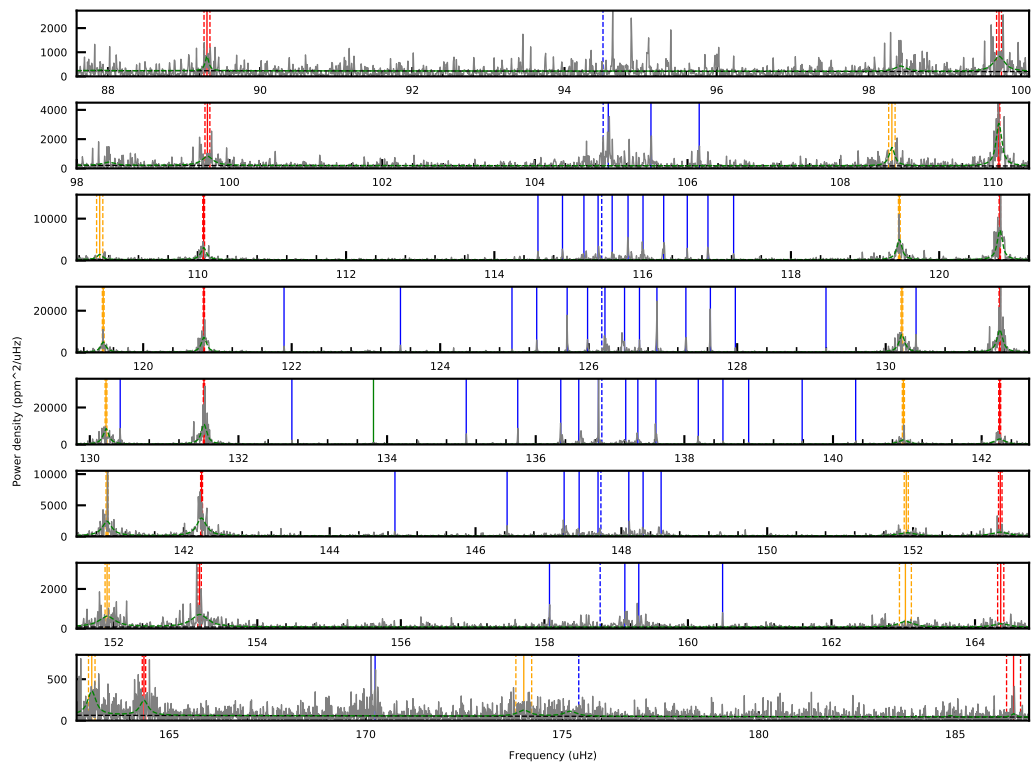 2000
1000
0
88 90 92 94 96 98 100
4000
2000
0
98 100 102 104 106 108 110
10000
0
110 112 114 116 118 120
20000
0
120 122 124 126 128 130
20000
0
130 132 134 136 138 140 142
10000
5000
0
142 144 146 148 150 152
2000
0
152 154 156 158 160 162 164
500
0
165 170 175 180 185
Power density (ppm^2/uHz)
Frequency (uHz)